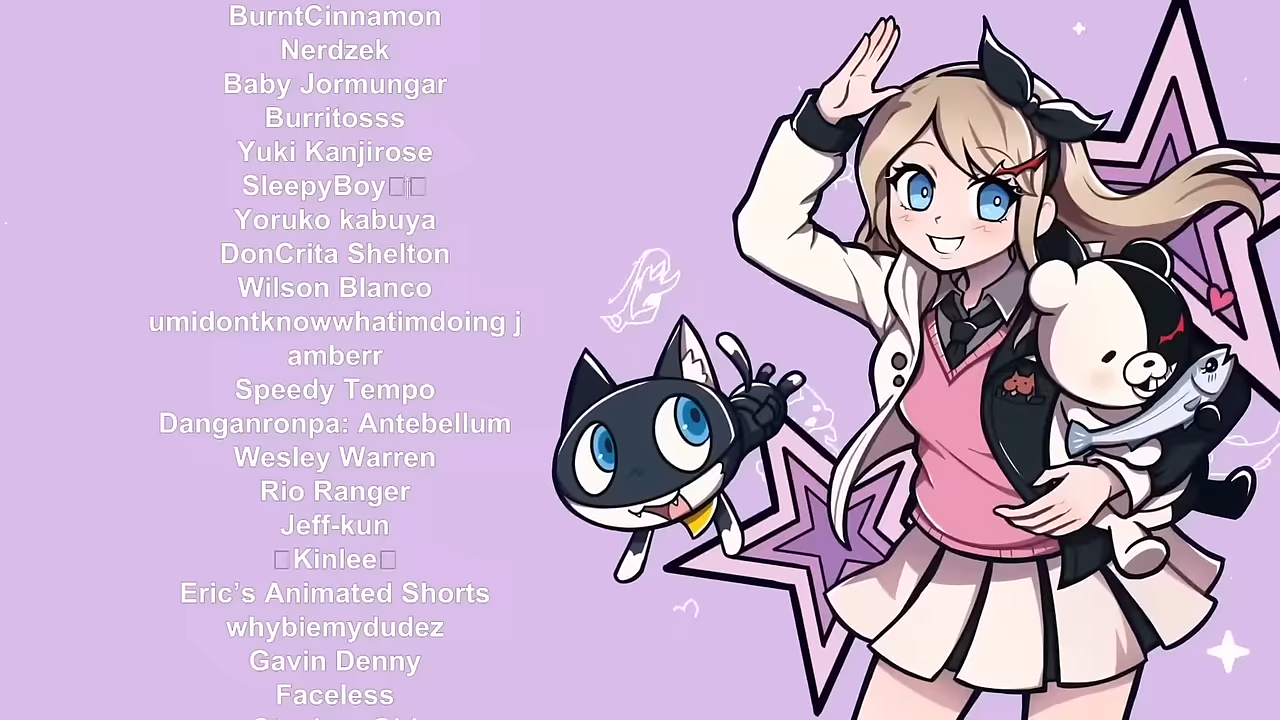 BurntCinnamon
Nerdzek
Baby Jormungar
Burritosss
Yuki Kanjirose
SleepyBoy
Yoruko kabuya
DonCrita Shelton
Wilson Blanco
umidontknowwhatimdoing j
amberr
Speedy Tempo
Danganronpa: Antebellum
Wesley Warren
Rio Ranger
Jeff-kun
Kinlee
Eric’s Animated Shorts
whybiemydudez
Gavin Denny
Faceless